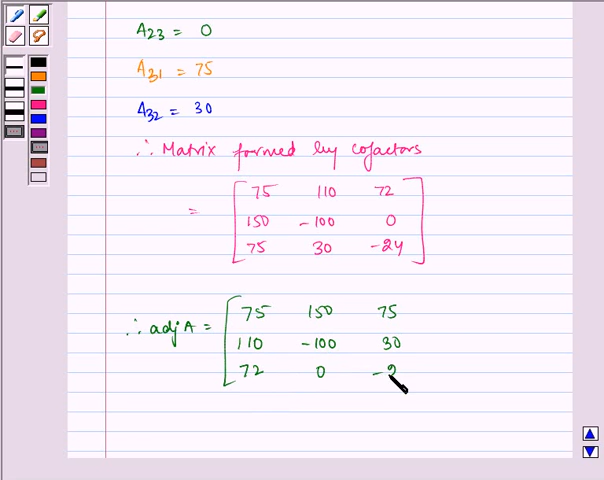 A23 = 0
A31 = 75
A32 = 30
∴ Matrix formed by cofactors
= [ 75 110 72
150 -100 0
75 30 -24 ]
∴ adj A = [ 75 150 75
110 -100 30
72 0 -2